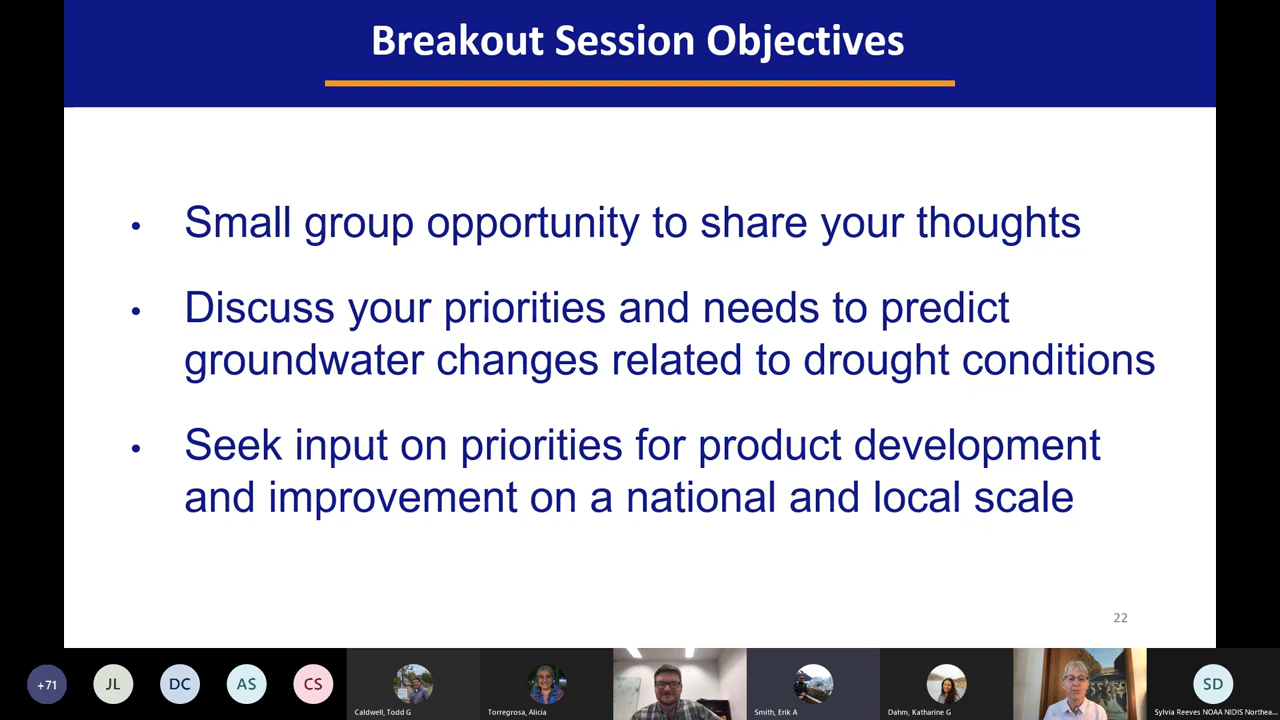 Breakout Session Objectives
• Small group opportunity to share your thoughts
• Discuss your priorities and needs to predict
groundwater changes related to drought conditions
• Seek input on priorities for product development
and improvement on a national and local scale
22
+71
JL
DC
AS
CS
SD
Caldwell, Todd G
Torregrosa, Alicia
Smith, Erik A
Dahm, Katharine G
Sylvia Reeves NOAA NIDIS Northea...